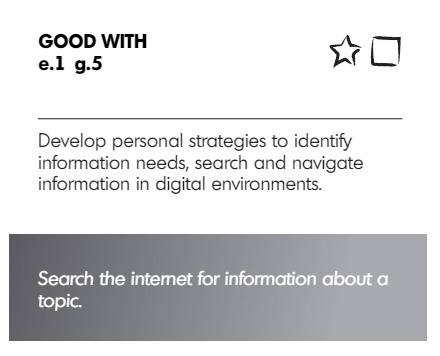 GOOD WITH
e.1 g.5
Develop personal strategies to identify
information needs, search and navigate
information in digital environments.
Search the internet for information about a
topic.